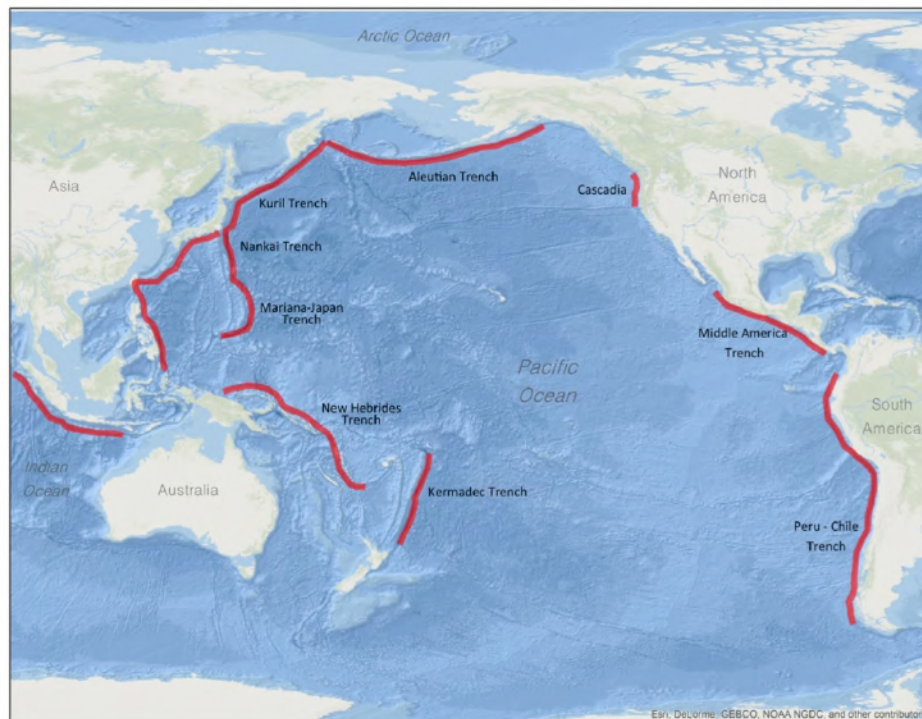 Arctic Ocean
Asia
Aleutian Trench
North
America
Cascadia
Kuril Trench
Nankai Trench
Mariana-Japan
Trench
Middle America
Trench
Pacific
Ocean
New Hebrides
Trench
South
America
Indian
Ocean
Australia
Kermadec Trench
Peru - Chile
Trench
Esri, DeLorme, GEBCO, NOAA NGDC, and other contributor